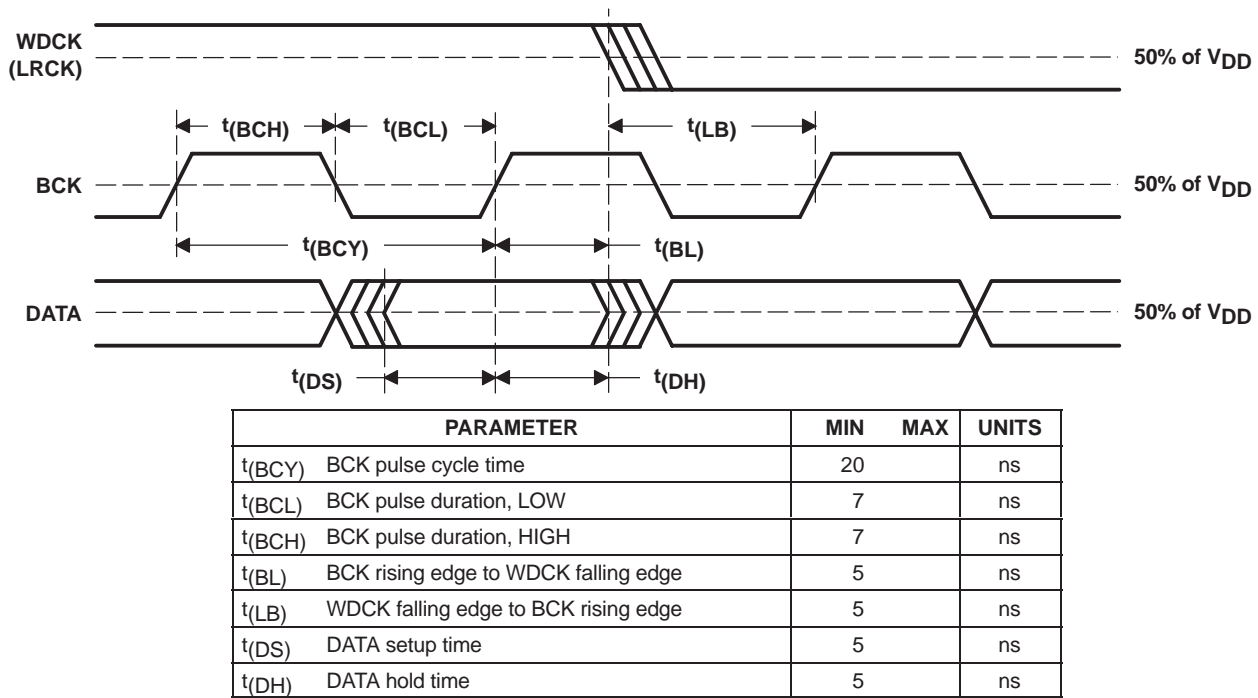 WDCK
(LRCK)
50% of VDD
t(BCH)
t(BCL)
t(LB)
BCK
50% of VDD
t(BCY)
t(BL)
DATA
50% of VDD
t(DS)
t(DH)
PARAMETER MIN MAX UNITS
t(BCY) BCK pulse cycle time 20 ns
t(BCL) BCK pulse duration, LOW 7 ns
t(BCH) BCK pulse duration, HIGH 7 ns
t(BL) BCK rising edge to WDCK falling edge 5 ns
t(LB) WDCK falling edge to BCK rising edge 5 ns
t(DS) DATA setup time 5 ns
t(DH) DATA hold time 5 ns